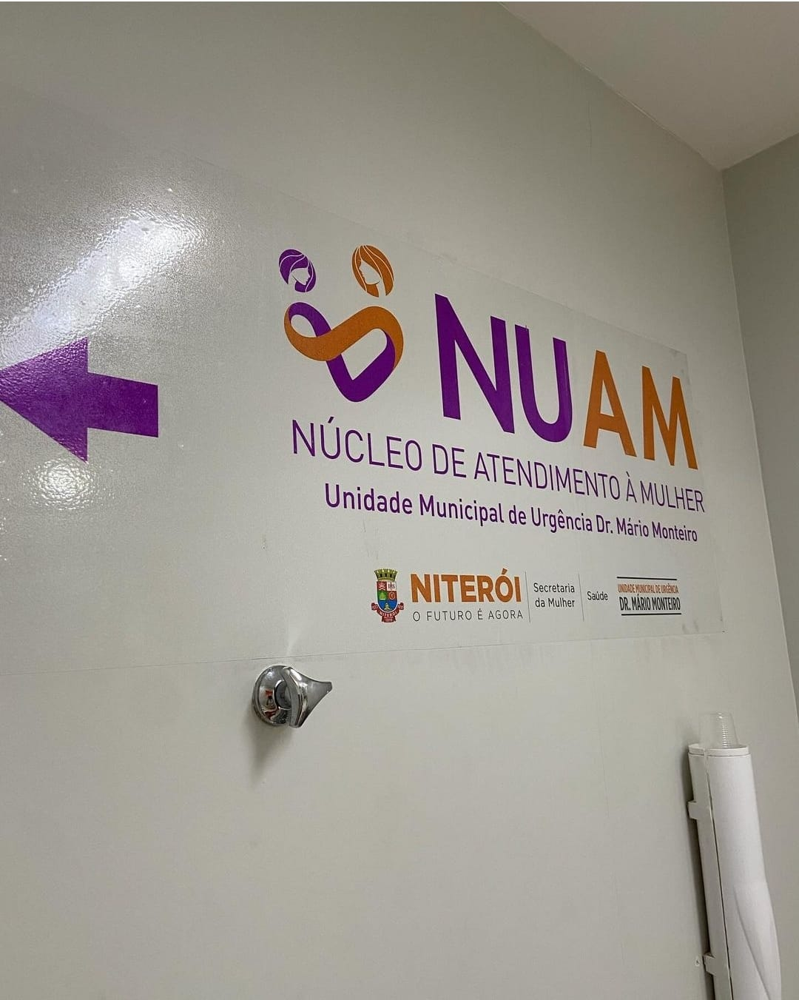 NUAM
NÚCLEO DE ATENDIMENTO À MULHER
Unidade Municipal de Urgência Dr. Mário Monteiro
NITERÓI
O FUTURO É AGORA
Secretaria
da Mulher
Saúde
UNIDADE MUNICIPAL DE URGÊNCIA
DR. MÁRIO MONTEIRO
NITERÓI